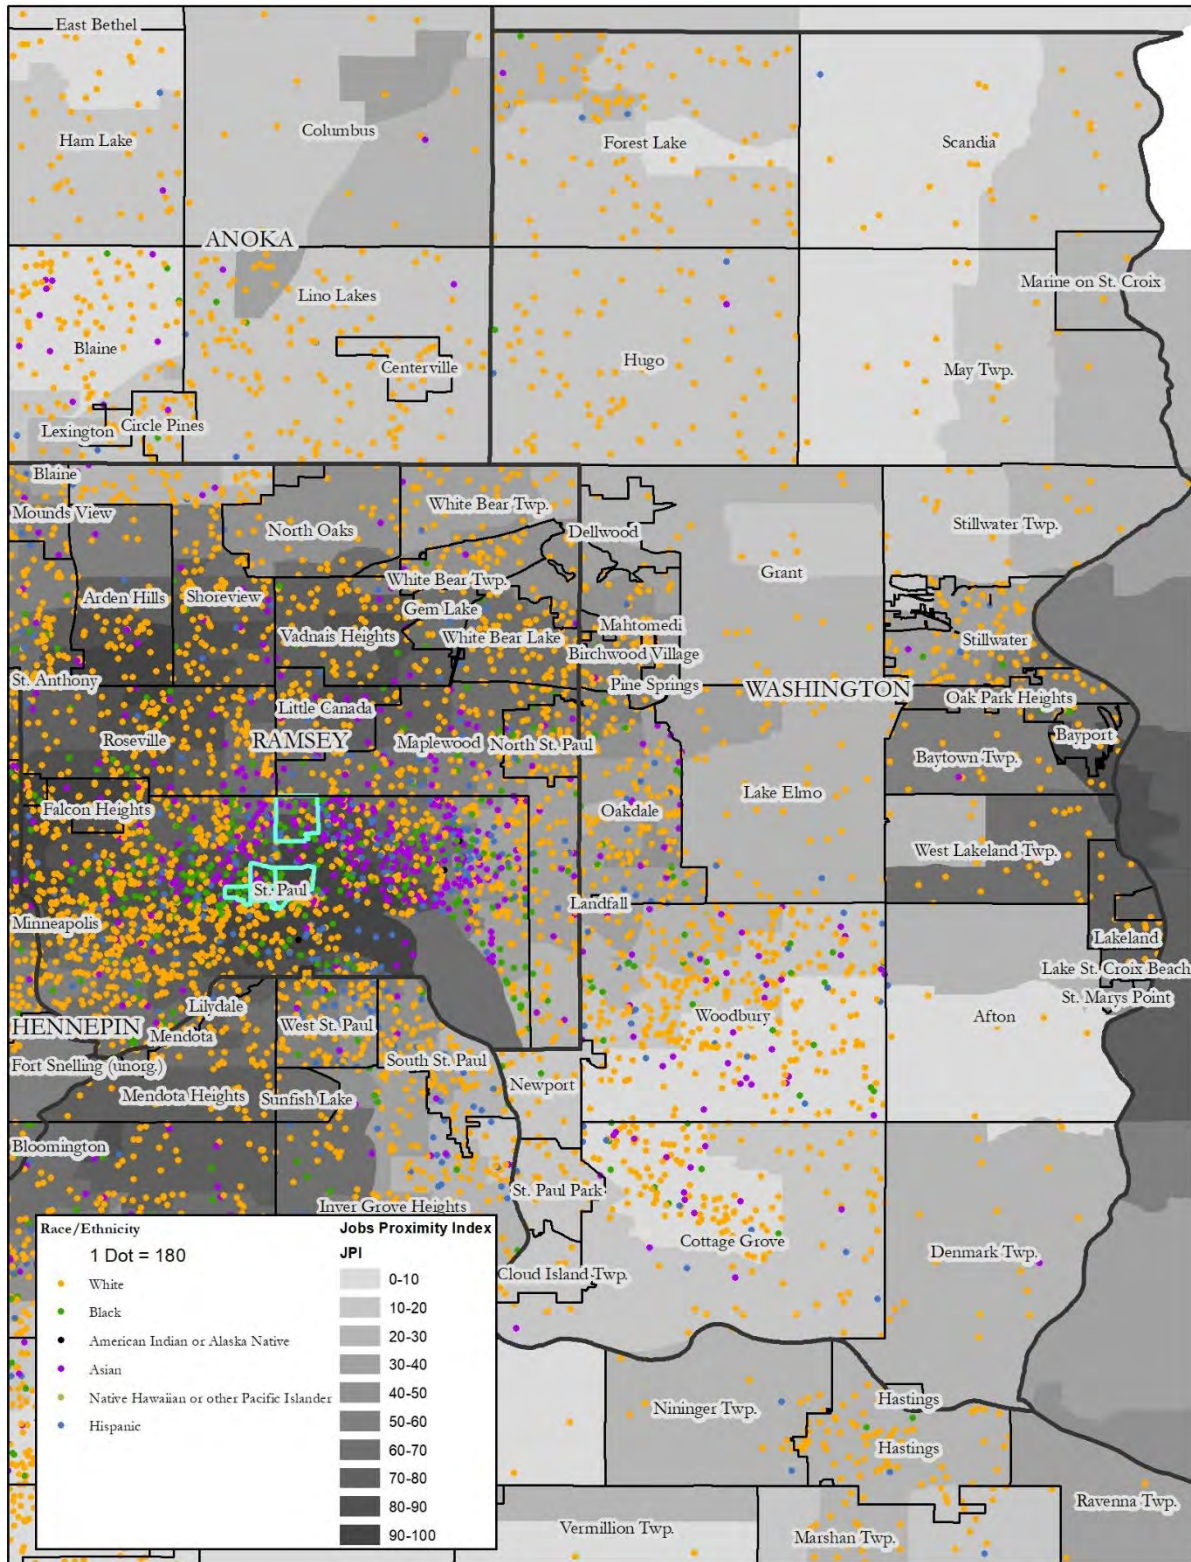 East Bethel
Ham Lake
Columbus
Forest Lake
Scandia
ANOKA
Lino Lakes
Marine on St. Croix
Blaine
Centerville
Hugo
May Twp.
Lexington
Circle Pines
Blaine
Mounds View
North Oaks
White Bear Twp.
Dellwood
Stillwater Twp.
Grant
Arden Hills
Shoreview
White Bear Twp.
Gem Lake
Vadnais Heights
White Bear Lake
Mahtomedi
Birchwood Village
Stillwater
St. Anthony
Pine Springs
WASHINGTON
Oak Park Heights
Little Canada
Roseville
RAMSEY
Maplewood
North St. Paul
Bayport
Baytown Twp.
Falcon Heights
Oakdale
Lake Elmo
West Lakeland Twp.
St. Paul
Landfall
Minneapolis
Lakeland
Lake St. Croix Beach
St. Marys Point
Lilydale
HENNEPIN
Mendota
West St. Paul
Woodbury
Afton
Fort Snelling (unorg.)
South St. Paul
Newport
Mendota Heights
Sunfish Lake
Bloomington
St. Paul Park
Inver Grove Heights
Cottage Grove
Denmark Twp.
Cloud Island Twp.
Race/Ethnicity
1 Dot = 180
White
Black
American Indian or Alaska Native
Asian
Native Hawaiian or other Pacific Islander
Hispanic
Jobs Proximity Index
JPI
0-10
10-20
20-30
30-40
40-50
50-60
60-70
70-80
80-90
90-100
Nininger Twp.
Hastings
Hastings
Ravenna Twp.
Vermillion Twp.
Marshan Twp.